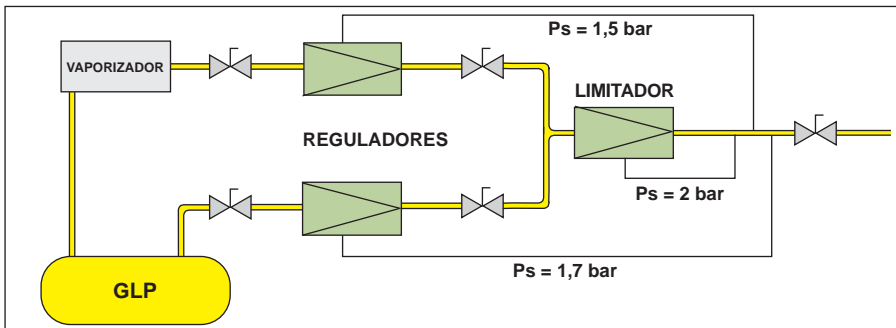 Ps = 1,5 bar
VAPORIZADOR
LIMITADOR
REGULADORES
Ps = 2 bar
Ps = 1,7 bar
GLP